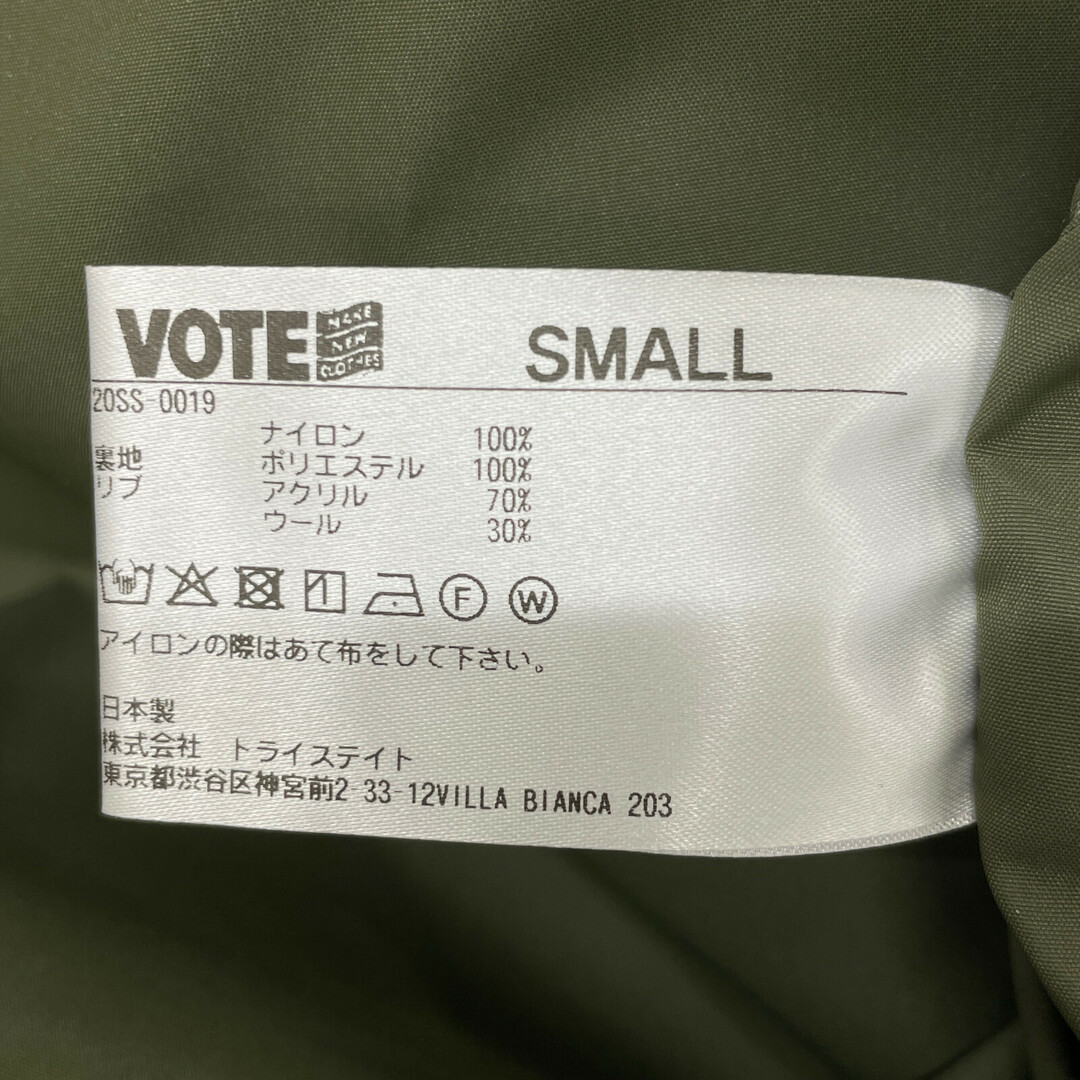 VOTE MAKE NEW CLOTHES SMALL
20SS 0019
ナイロン 100%
裏地 ポリエステル 100%
リブ アクリル 70%
ウール 30%
F W
アイロンの際はあて布をして下さい。
日本製
株式会社 トライステイト
東京都渋谷区神宮前2-33-12VILLA BIANCA 203